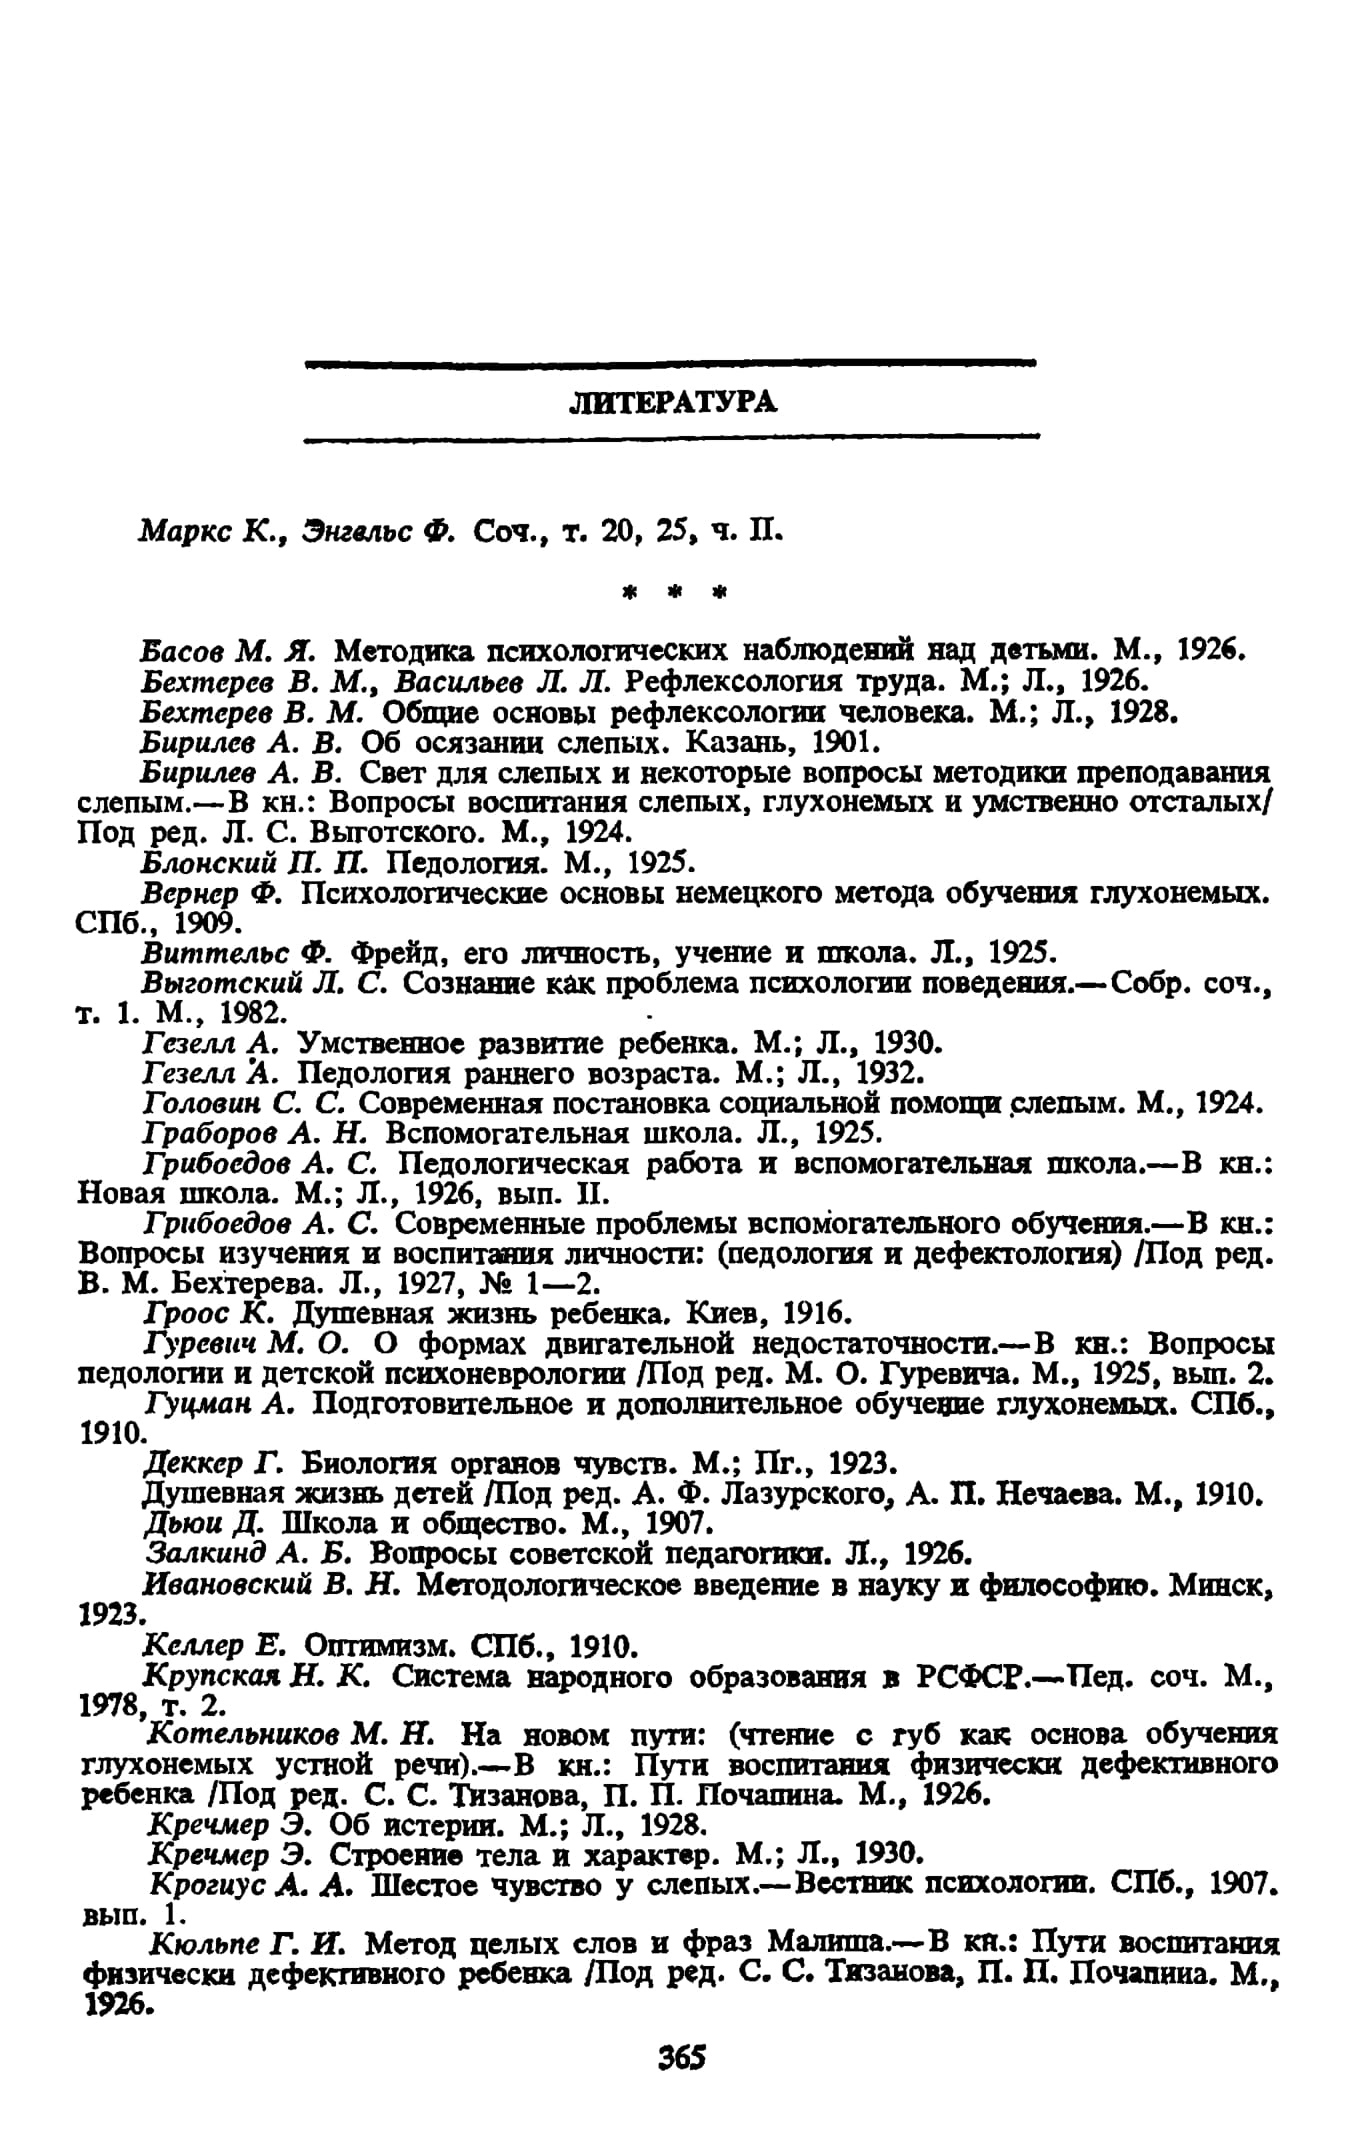 ЛИТЕРАТУРА
Маркс К., Энгельс Ф. Соч., т. 20, 25, ч. II.
* * *
Басов М. Я. Методика психологических наблюдений над детьми. М., 1926.
Бехтерев В. М., Васильев Л. Л. Рефлексология труда. М.; Л., 1926.
Бехтерев В. М. Общие основы рефлексологии человека. М.; Л., 1928.
Бирилев А. В. Об осязании слепых. Казань, 1901.
Бирилев А. В. Свет для слепых и некоторые вопросы методики преподавания
слепым.— В кн.: Вопросы воспитания слепых, глухонемых и умственно отсталых/
Под ред. Л. С. Выготского. М., 1924.
Блонский П. П. Педология. М., 1925.
Вернер Ф. Психологические основы немецкого метода обучения глухонемых.
СПб., 1909.
Виттельс Ф. Фрейд, его личность, учение и школа. Л., 1925.
Выготский Л. С. Сознание как проблема психологии поведения.— Собр. соч.,
т. 1. М., 1982.
Гезелл А. Умственное развитие ребенка. М.; Л., 1930.
Гезелл А. Педология раннего возраста. М.; Л., 1932.
Головин С. С. Современная постановка социальной помощи слепым. М., 1924.
Граборов А. Н. Вспомогательная школа. Л., 1925.
Грибоедов А. С. Педологическая работа и вспомогательная школа.— В кн.:
Новая школа. М.; Л., 1926, вып. II.
Грибоедов А. С. Современные проблемы вспомогательного обучения.— В кн.:
Вопросы изучения и воспитания личности: (педология и дефектология) /Под ред.
В. М. Бехтерева. Л., 1927, № 1—2.
Гроос К. Душевная жизнь ребенка. Киев, 1916.
Гуревич М. О. О формах двигательной недостаточности.— В кн.: Вопросы
педологии и детской психоневрологии /Под ред. М. О. Гуревича. М., 1925, вып. 2.
Гуцман А. Подготовительное и дополнительное обучение глухонемых. СПб.,
1910.
Деккер Г. Биология органов чувств. М.; Пг., 1923.
Душевная жизнь детей /Под ред. А. Ф. Лазурского, А. П. Нечаева. М., 1910.
Дьюи Д. Школа и общество. М., 1907.
Залкинд А. Б. Вопросы советской педагогики. Л., 1926.
Ивановский В. Н. Методологическое введение в науку и философию. Минск,
1923.
Келлер Е. Оптимизм. СПб., 1910.
Крупская Н. К. Система народного образования в РСФСР.— Пед. соч. М.,
1978, т. 2.
Котельников М. Н. На новом пути: (чтение с губ как основа обучения
глухонемых устной речи).— В кн.: Пути воспитания физически дефективного
ребенка /Под ред. С. С. Тизанова, П. П. Почапина. М., 1926.
Кречмер Э. Об истерии. М.; Л., 1928.
Кречмер Э. Строение тела и характер. М.; Л., 1930.
Крогиус А. А. Шестое чувство у слепых.— Вестник психологии. СПб., 1907.
вып. 1.
Кюльпе Г. И. Метод целых слов и фраз Малиша.— В кн.: Пути воспитания
физически дефективного ребенка /Под ред. С. С. Тизанова, П. П. Почапина. М.,
1926.
365